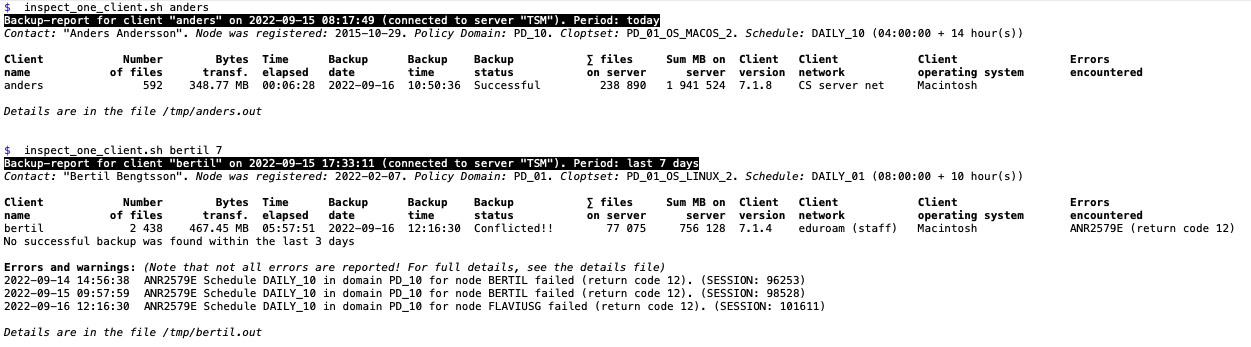 $  inspect_one_client.sh anders
Backup-report for client "anders" on 2022-09-15 08:17:49 (connected to server "TSM"). Period: today
Contact: "Anders Andersson". Node was registered: 2015-10-29. Policy Domain: PD_10. Cloptset: PD_01_OS_MACOS_2. Schedule: DAILY_10 (04:00:00 + 14 hour(s))
Client Number Bytes Time Backup Backup Backup ∑ files Sum MB on Client Client Client Errors
name of files transf. elapsed date time status on server server version network operating system encountered
anders 592 348.77 MB 00:06:28 2022-09-16 10:50:36 Successful 238 890 1 941 524 7.1.8 CS server net Macintosh
Details are in the file /tmp/anders.out
$  inspect_one_client.sh bertil 7
Backup-report for client "bertil" on 2022-09-15 17:33:11 (connected to server "TSM"). Period: last 7 days
Contact: "Bertil Bengtsson". Node was registered: 2022-02-07. Policy Domain: PD_01. Cloptset: PD_01_OS_LINUX_2. Schedule: DAILY_01 (08:00:00 + 10 hour(s))
Client Number Bytes Time Backup Backup Backup ∑ files Sum MB on Client Client Client Errors
name of files transf. elapsed date time status on server server version network operating system encountered
bertil 2 438 467.45 MB 05:57:51 2022-09-16 12:16:30 Conflicted!! 77 075 756 128 7.1.4 eduroam (staff) Macintosh ANR2579E (return code 12)
No successful backup was found within the last 3 days
Errors and warnings: (Note that not all errors are reported! For full details, see the details file)
2022-09-14 14:56:38  ANR2579E Schedule DAILY_10 in domain PD_10 for node BERTIL failed (return code 12). (SESSION: 96253)
2022-09-15 09:57:59  ANR2579E Schedule DAILY_10 in domain PD_10 for node BERTIL failed (return code 12). (SESSION: 98528)
2022-09-16 12:16:30  ANR2579E Schedule DAILY_10 in domain PD_10 for node FLAVIUSG failed (return code 12). (SESSION: 101611)
Details are in the file /tmp/bertil.out